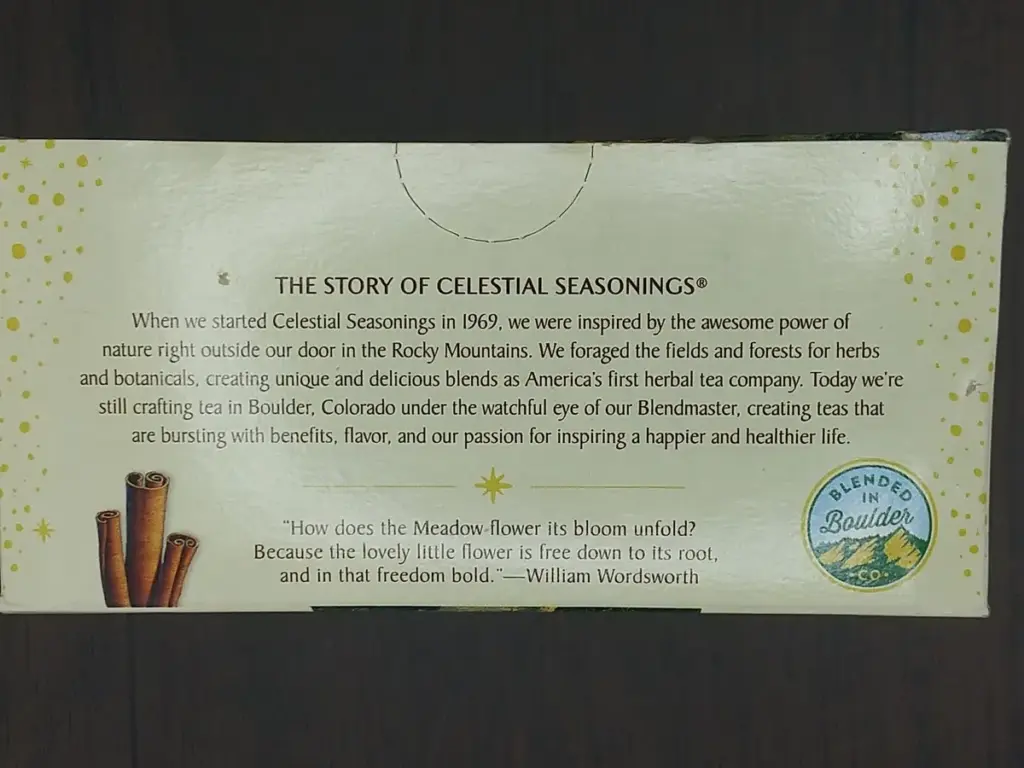 THE STORY OF CELESTIAL SEASONINGS®
When we started Celestial Seasonings in 1969, we were inspired by the awesome power of
nature right outside our door in the Rocky Mountains. We foraged the fields and forests for herbs
and botanicals, creating unique and delicious blends as America's first herbal tea company. Today we're
still crafting tea in Boulder, Colorado under the watchful eye of our Blendmaster, creating teas that
are bursting with benefits, flavor, and our passion for inspiring a happier and healthier life.
"How does the Meadow-flower its bloom unfold?
Because the lovely little flower is free down to its root,
and in that freedom bold."—William Wordsworth
BLENDED
IN
Boulder
·CO·